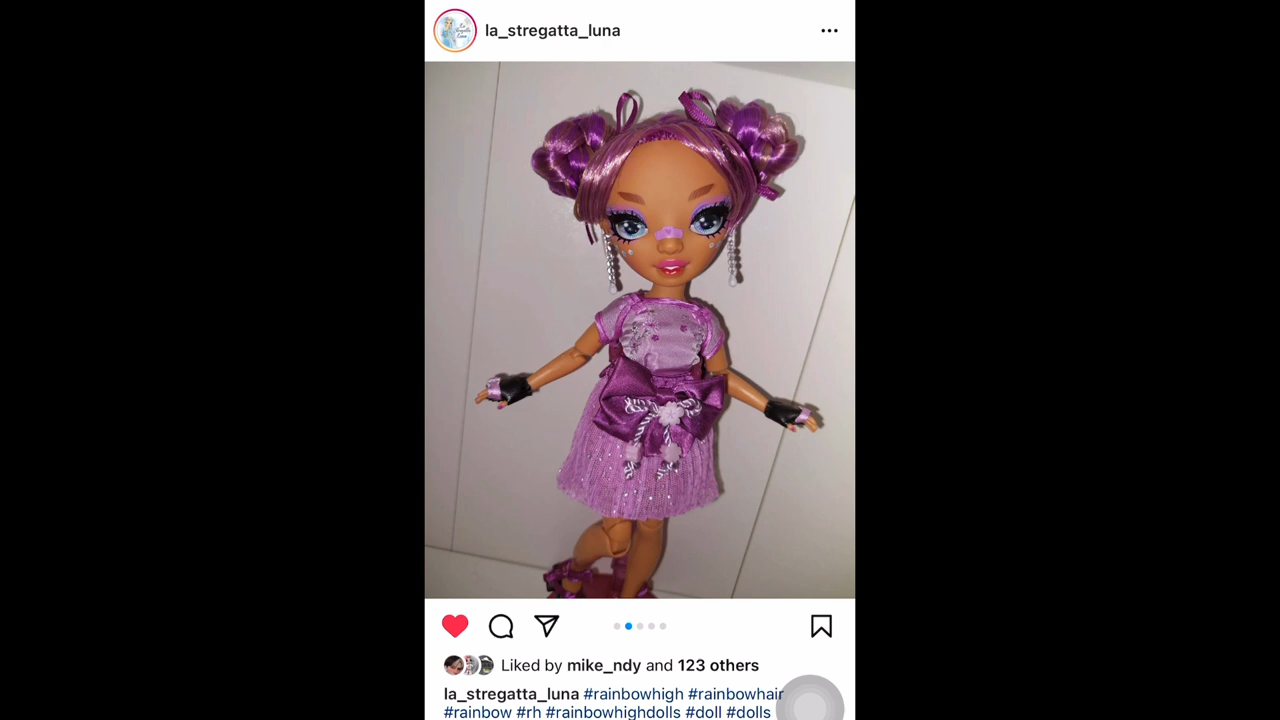 la_stregatta_luna
Liked by mike_ndy and 123 others
la_stregatta_luna #rainbowhigh #rainbowhair
#rainbow #rh #rainbowhighdolls #doll #dolls